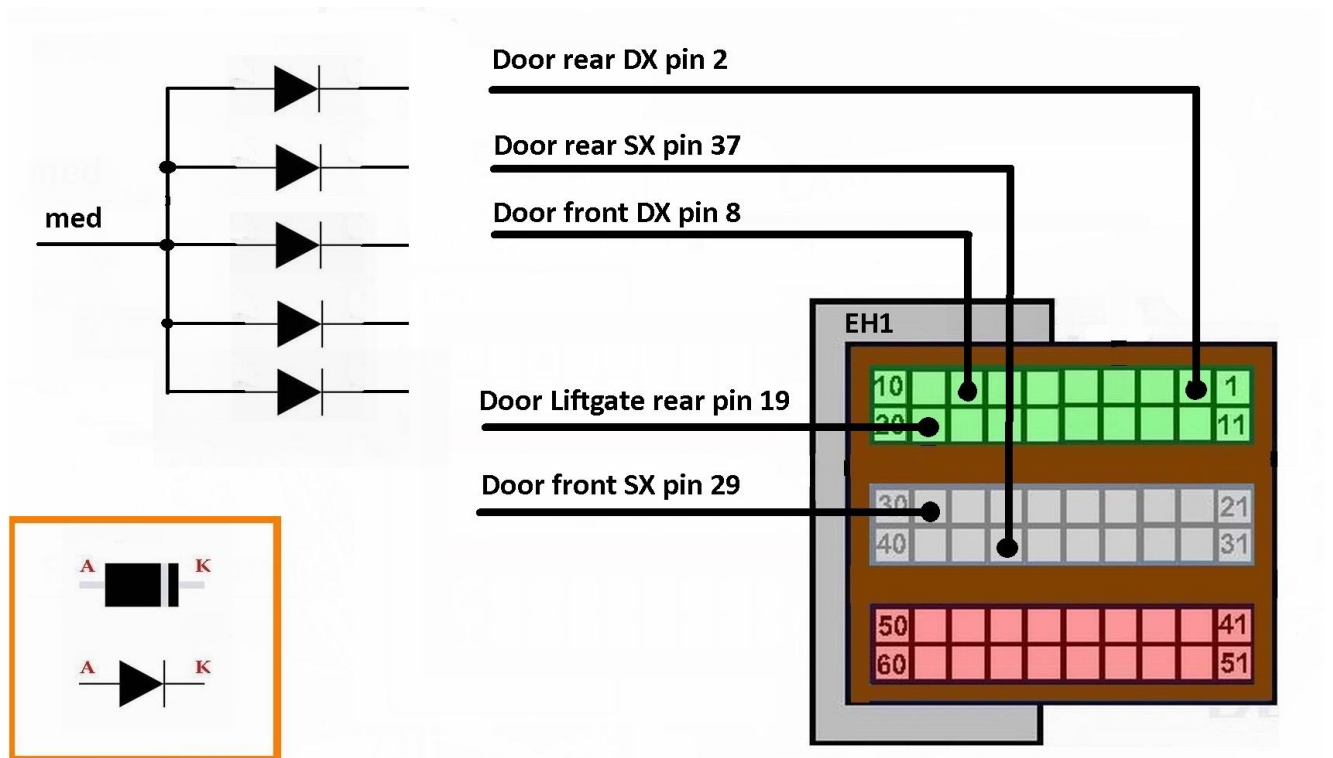 Door rear DX pin 2
Door rear SX pin 37
med
Door front DX pin 8
EH1
10 1
Door Liftgate rear pin 19
20 11
Door front SX pin 29
30 21
40 31
A K
50 41
A K
60 51